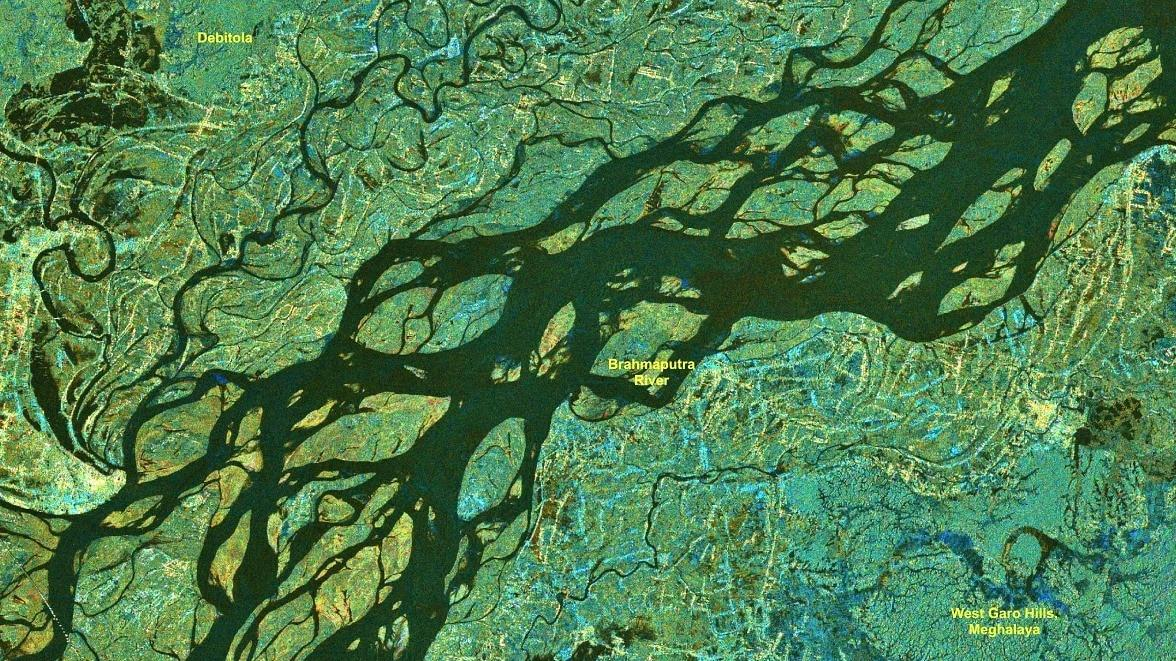 Debitola
Brahmaputra
River
West Garo Hills,
Meghalaya